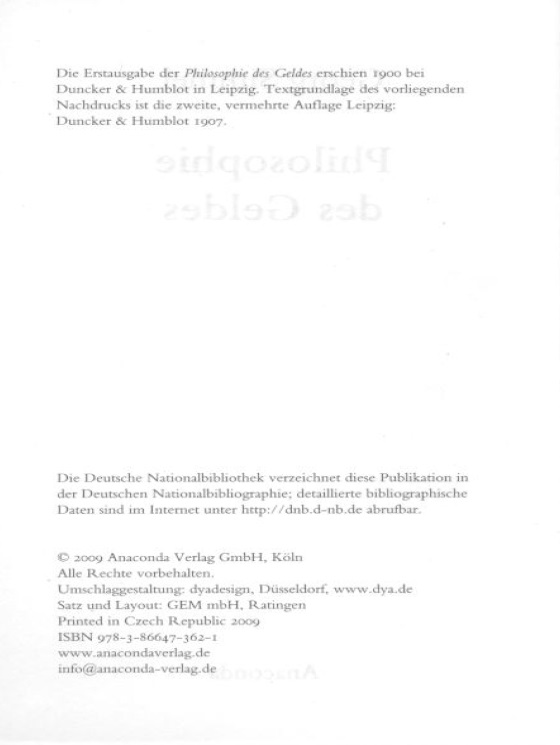 Die Erstausgabe der Philosophie des Geldes erschien 1900 bei
Duncker & Humblot in Leipzig. Textgrundlage des vorliegenden
Nachdrucks ist die zweite, vermehrte Auflage Leipzig:
Duncker & Humblot 1907.
Philosophie
des Geldes
Die Deutsche Nationalbibliothek verzeichnet diese Publikation in
der Deutschen Nationalbibliographie; detaillierte bibliographische
Daten sind im Internet unter http://dnb.d-nb.de abrufbar.
© 2009 Anaconda Verlag GmbH, Köln
Alle Rechte vorbehalten.
Umschlaggestaltung: dyadesign, Düsseldorf, www.dya.de
Satz und Layout: GEM mbH, Ratingen
Printed in Czech Republic 2009
ISBN 978-3-86647-362-1
www.anacondaverlag.de
info@anaconda-verlag.de
Anaconda